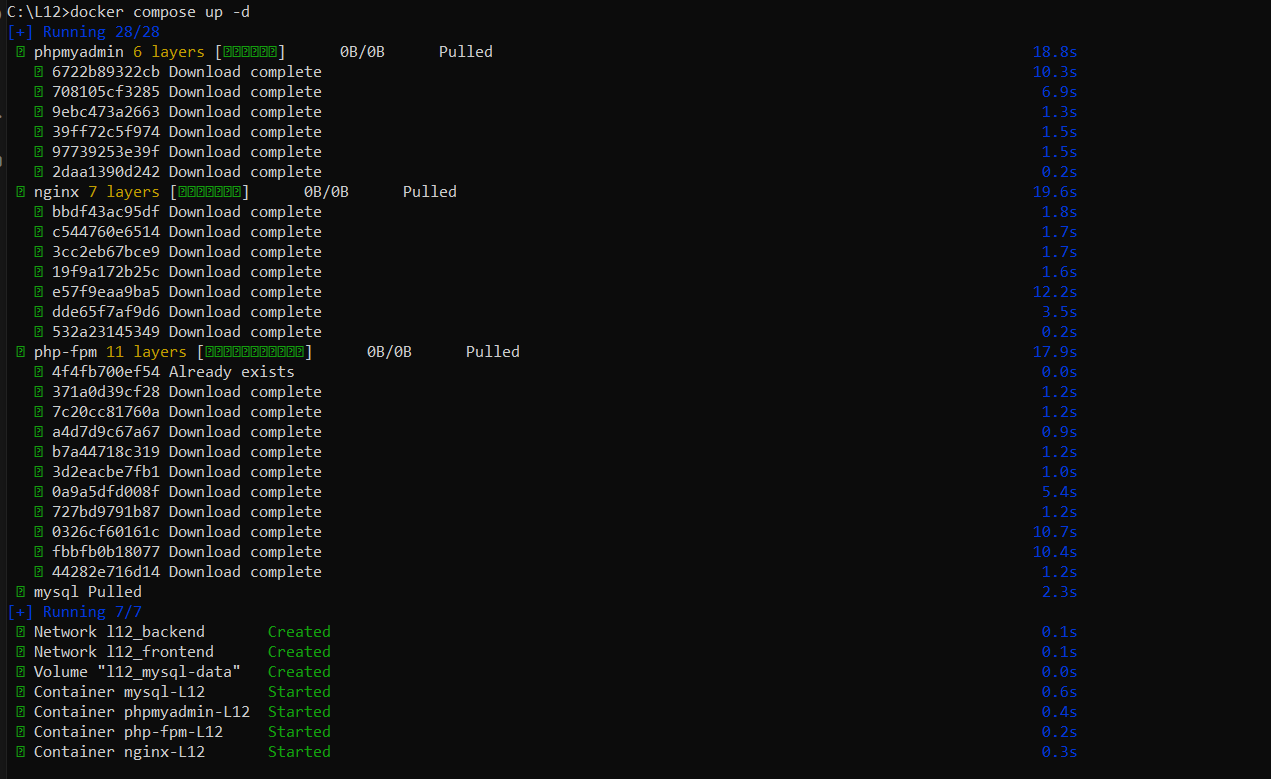 C:\L12>docker compose up -d
[+] Running 28/28
phpmyadmin 6 layers [] 0B/0B Pulled 18.8s
6722b89322cb Download complete 10.3s
708105cf3285 Download complete 6.9s
9ebc473a2663 Download complete 1.3s
39ff72c5f974 Download complete 1.5s
97739253e39f Download complete 1.5s
2daa1390d242 Download complete 0.2s
nginx 7 layers [] 0B/0B Pulled 19.6s
bbdf43ac95df Download complete 1.8s
c544760e6514 Download complete 1.7s
3cc2eb67bce9 Download complete 1.7s
19f9a172b25c Download complete 1.6s
e57f9eaa9ba5 Download complete 12.2s
dde65f7af9d6 Download complete 3.5s
532a23145349 Download complete 0.2s
php-fpm 11 layers [] 0B/0B Pulled 17.9s
4f4fb700ef54 Already exists 0.0s
371a0d39cf28 Download complete 1.2s
7c20cc81760a Download complete 1.2s
a4d7d9c67a67 Download complete 0.9s
b7a44718c319 Download complete 1.2s
3d2eacbe7fb1 Download complete 1.0s
0a9a5dfd008f Download complete 5.4s
727bd9791b87 Download complete 1.2s
0326cf60161c Download complete 10.7s
fbbfb0b18077 Download complete 10.4s
44282e716d14 Download complete 1.2s
mysql Pulled 2.3s
[+] Running 7/7
Network l12_backend Created 0.1s
Network l12_frontend Created 0.1s
Volume "l12_mysql-data" Created 0.0s
Container mysql-L12 Started 0.6s
Container phpmyadmin-L12 Started 0.4s
Container php-fpm-L12 Started 0.2s
Container nginx-L12 Started 0.3s